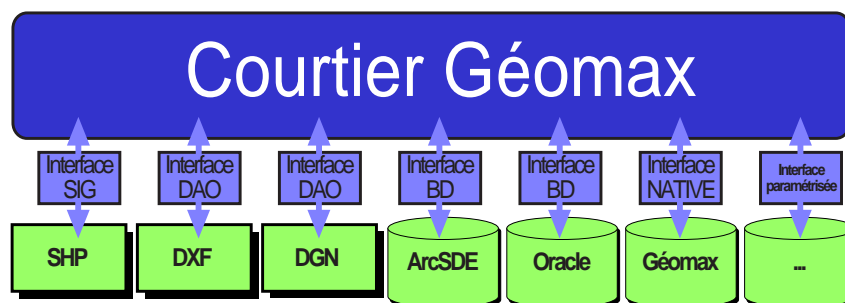 Courtier Géomax
Interface SIG
Interface DAO
Interface DAO
Interface BD
Interface BD
Interface NATIVE
Interface paramétrisée
SHP
DXF
DGN
ArcSDE
Oracle
Géomax
...